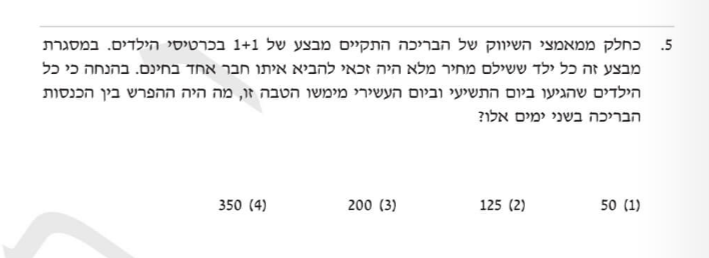 5. כחלק ממאמצי השיווק של הבריכה התקיים מבצע של 1+1 בכרטיסי הילדים. במסגרת
מבצע זה כל ילד ששילם מחיר מלא היה זכאי להביא איתו חבר אחד בחינם. בהנחה כי כל
הילדים שהגיעו ביום התשיעי וביום העשירי מימשו הטבה זו, מה היה ההפרש בין הכנסות
הבריכה בשני ימים אלו?
(1) 50 (2) 125 (3) 200 (4) 350